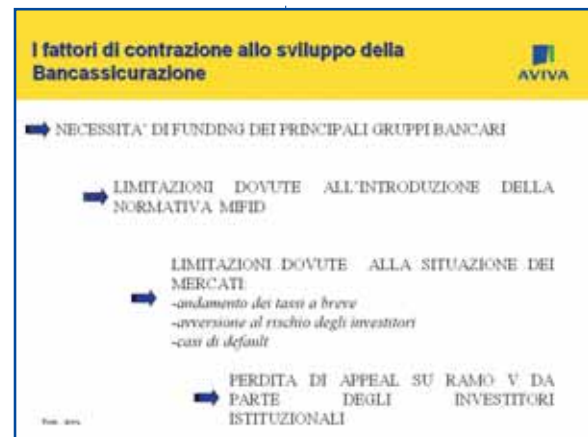 I fattori di contrazione allo sviluppo della
Bancassicurazione
AVIVA
NECESSITA' DI FUNDING DEI PRINCIPALI GRUPPI BANCARI
LIMITAZIONI DOVUTE ALL'INTRODUZIONE DELLA
NORMATIVA MIFID
LIMITAZIONI DOVUTE ALLA SITUAZIONE DEI
MERCATI:
-andamento dei tassi a breve
-avversione al rischio degli investitori
-casi di default
PERDITA DI APPEAL SU RAMO V DA
PARTE DEGLI INVESTITORI
ISTITUZIONALI